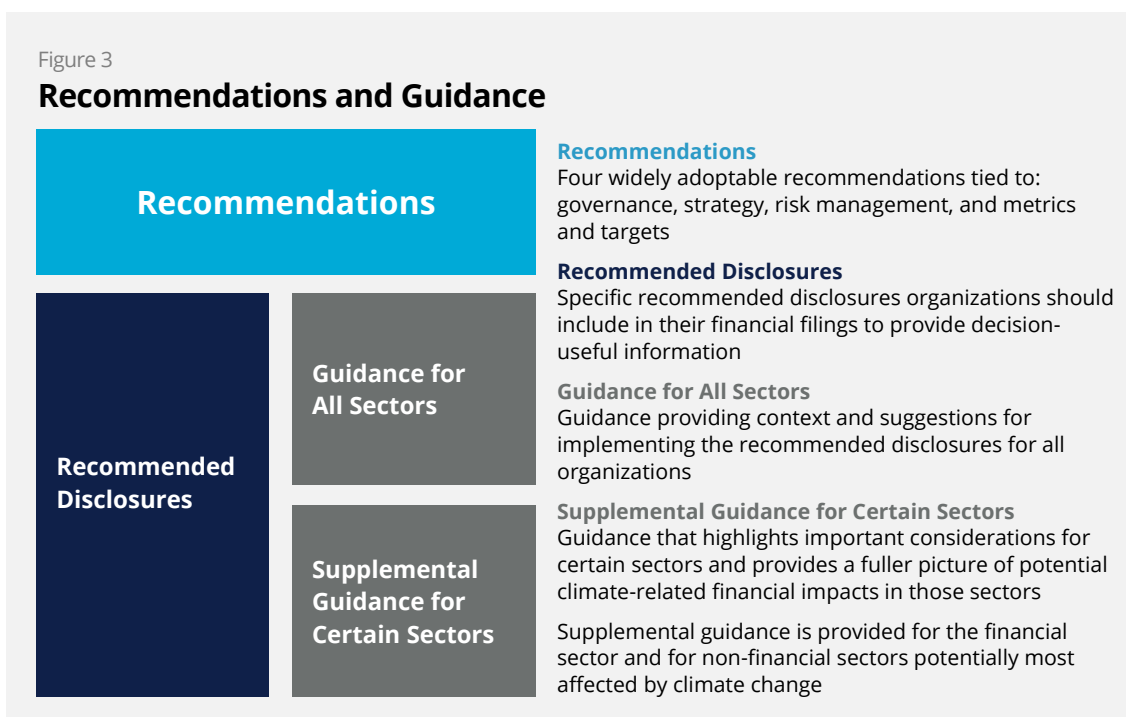 Figure 3
Recommendations and Guidance
Recommendations
Recommended
Disclosures
Guidance for
All Sectors
Supplemental
Guidance for
Certain Sectors
Recommendations
Four widely adoptable recommendations tied to:
governance, strategy, risk management, and metrics
and targets
Recommended Disclosures
Specific recommended disclosures organizations should
include in their financial filings to provide decision-
useful information
Guidance for All Sectors
Guidance providing context and suggestions for
implementing the recommended disclosures for all
organizations
Supplemental Guidance for Certain Sectors
Guidance that highlights important considerations for
certain sectors and provides a fuller picture of potential
climate-related financial impacts in those sectors
Supplemental guidance is provided for the financial
sector and for non-financial sectors potentially most
affected by climate change